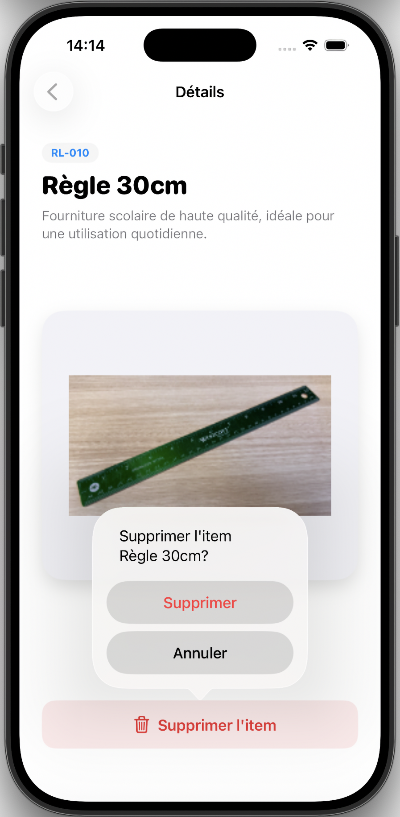 14:14
Détails
RL-010
Règle 30cm
Fourniture scolaire de haute qualité, idéale pour
une utilisation quotidienne.
Supprimer l'item
Règle 30cm?
Supprimer
Annuler
Supprimer l'item